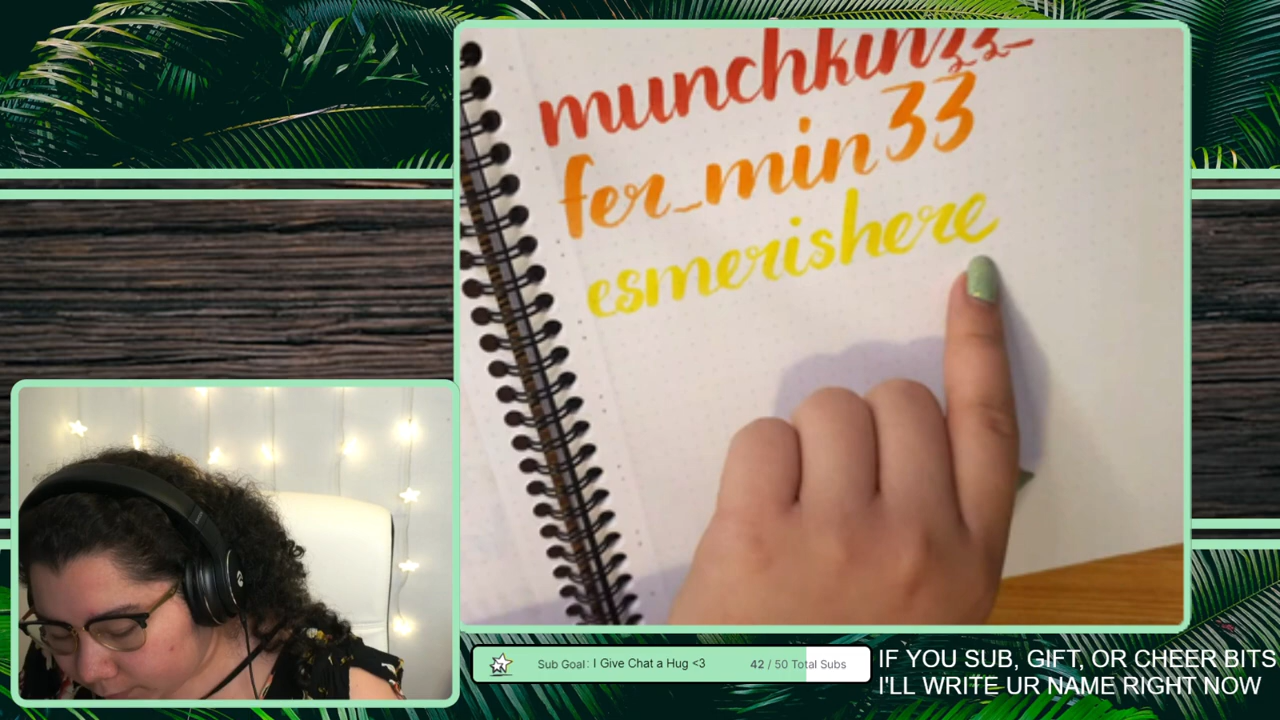 munchkin33_
fer_min33
esmerishere
Sub Goal: I Give Chat a Hug <3 42 / 50 Total Subs
IF YOU SUB, GIFT, OR CHEER BITS
I'LL WRITE UR NAME RIGHT NOW